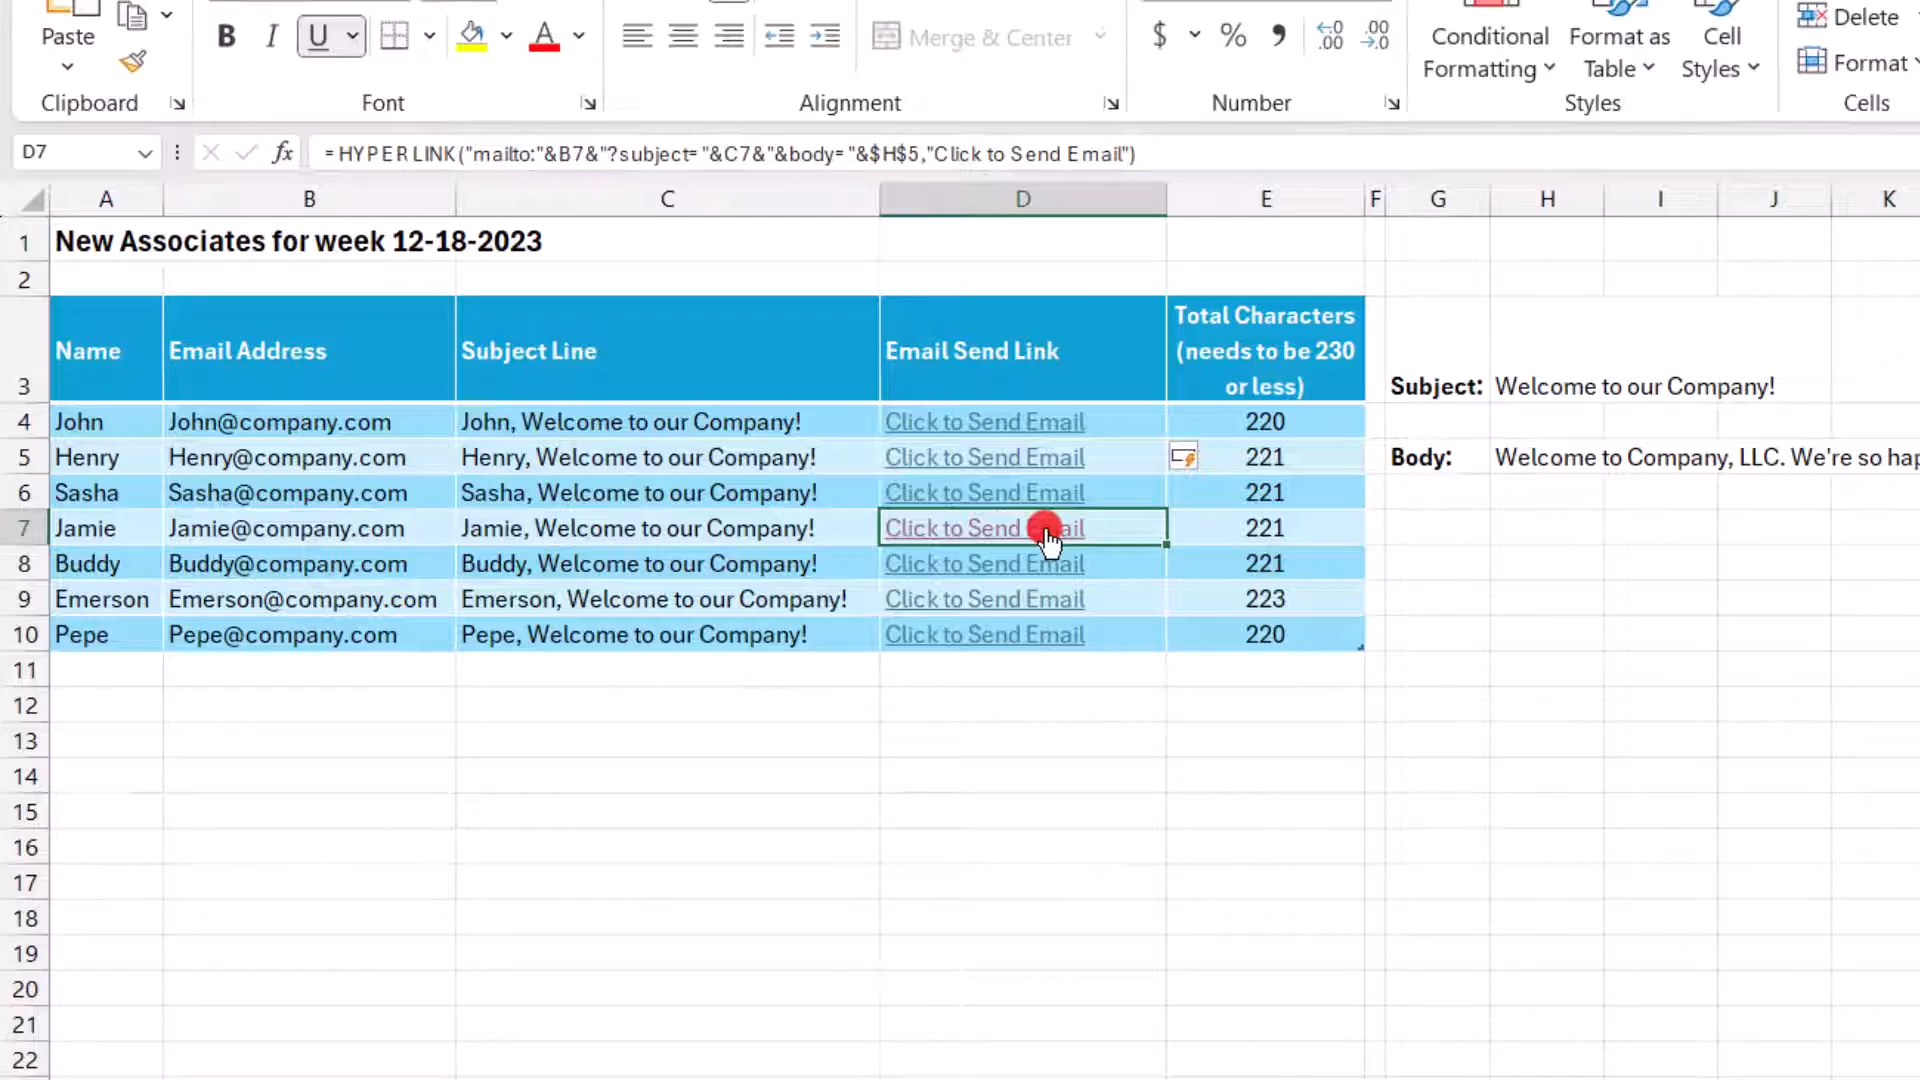 Paste
B I U A
Merge & Center
$ % 9 .00 .00
Conditional Formatting
Format as Table
Cell Styles
Delete
Format
Clipboard Font Alignment Number Styles Cells
D7 fx =HYPERLINK("mailto:"&B7&"?subject="&C7&"&body="&$H$5,"Click to Send Email")
A B C D E F G H I J K
1 New Associates for week 12-18-2023
2
3 Name Email Address Subject Line Email Send Link Total Characters (needs to be 230 or less) Subject: Welcome to our Company!
4 John John@company.com John, Welcome to our Company! Click to Send Email 220
5 Henry Henry@company.com Henry, Welcome to our Company! Click to Send Email 221 Body: Welcome to Company, LLC. We're so hap
6 Sasha Sasha@company.com Sasha, Welcome to our Company! Click to Send Email 221
7 Jamie Jamie@company.com Jamie, Welcome to our Company! Click to Send Email 221
8 Buddy Buddy@company.com Buddy, Welcome to our Company! Click to Send Email 221
9 Emerson Emerson@company.com Emerson, Welcome to our Company! Click to Send Email 223
10 Pepe Pepe@company.com Pepe, Welcome to our Company! Click to Send Email 220
11
12
13
14
15
16
17
18
19
20
21
22